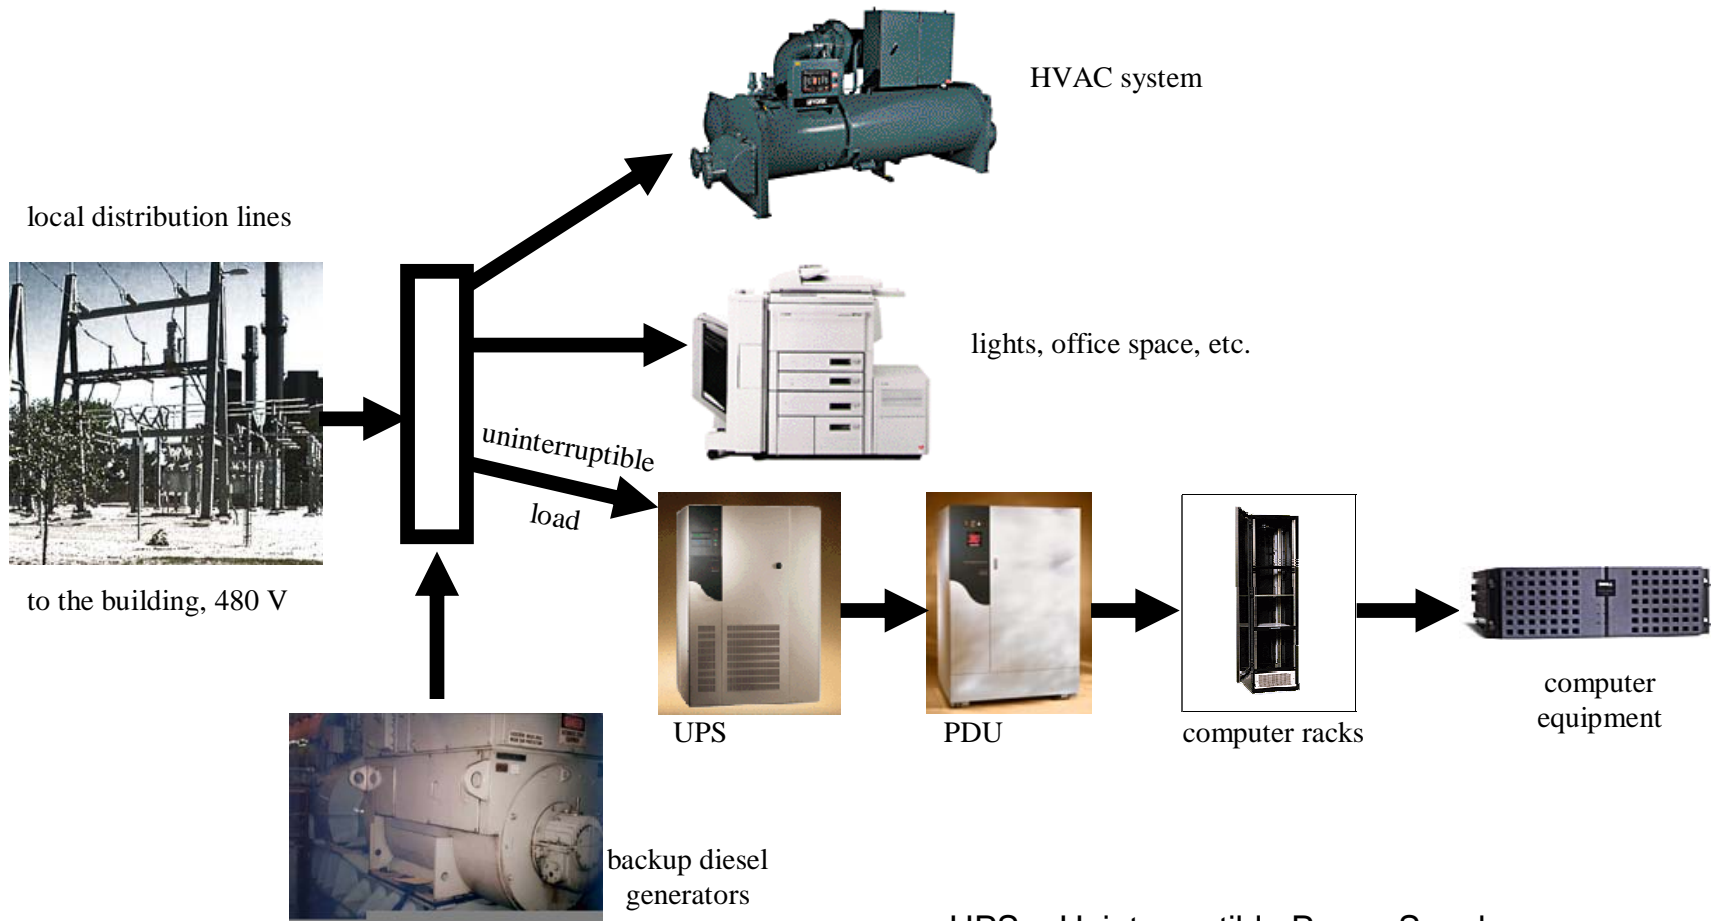 HVAC system
local distribution lines
lights, office space, etc.
uninterruptible
load
to the building, 480 V
UPS
PDU
computer racks
computer
equipment
backup diesel
generators